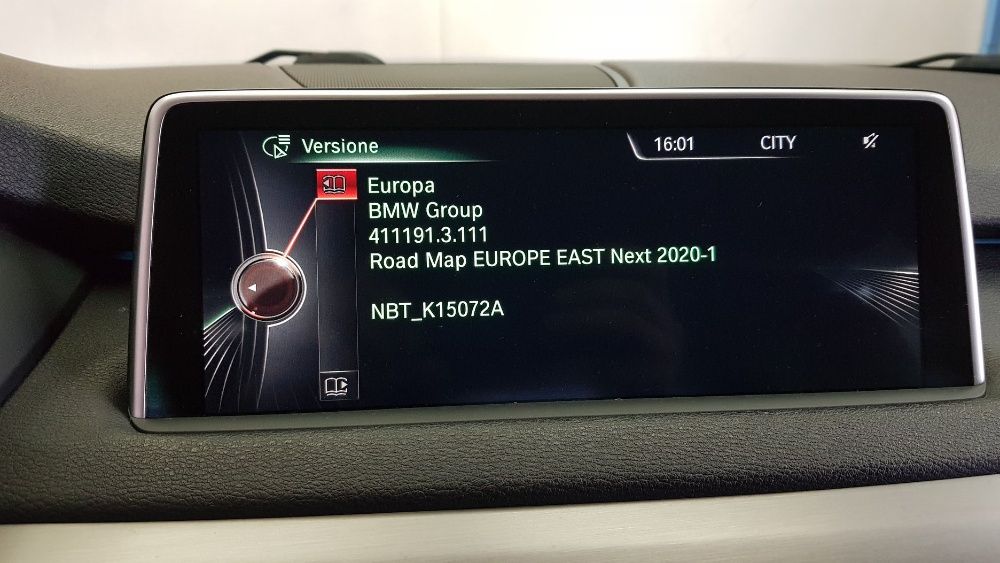 Versione
16:01 CITY
Europa
BMW Group
411191.3.111
Road Map EUROPE EAST Next 2020-1
NBT_K15072A